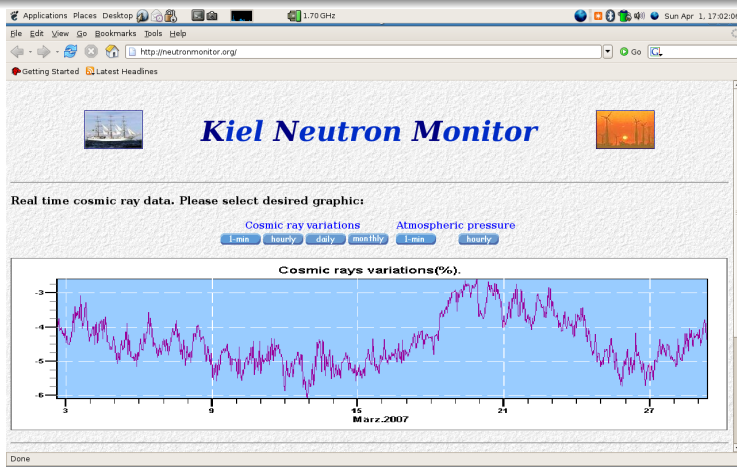 Applications Places Desktop 1.70 GHz Sun Apr 1, 17:02:06
File Edit View Go Bookmarks Tools Help
http://neutronmonitor.org/ Go
Getting Started Latest Headlines
Kiel Neutron Monitor
Real time cosmic ray data. Please select desired graphic:
Cosmic ray variations Atmospheric pressure
1-min hourly daily monthly 1-min hourly
Cosmic rays variations(%).
-3
-4
-5
-6
3 9 15 21 27
März.2007
Done